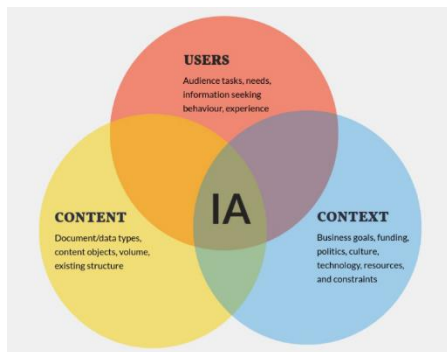 USERS
Audience tasks, needs,
information seeking
behaviour, experience
IA
CONTENT
Document/data types,
content objects, volume,
existing structure
CONTEXT
Business goals, funding,
politics, culture,
technology, resources,
and constraints